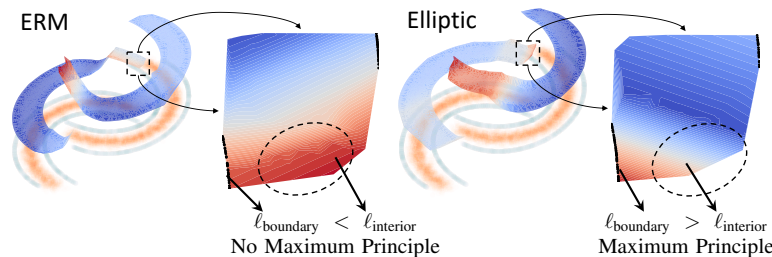 ERM
Elliptic
ℓboundary < ℓinterior
No Maximum Principle
ℓboundary > ℓinterior
Maximum Principle